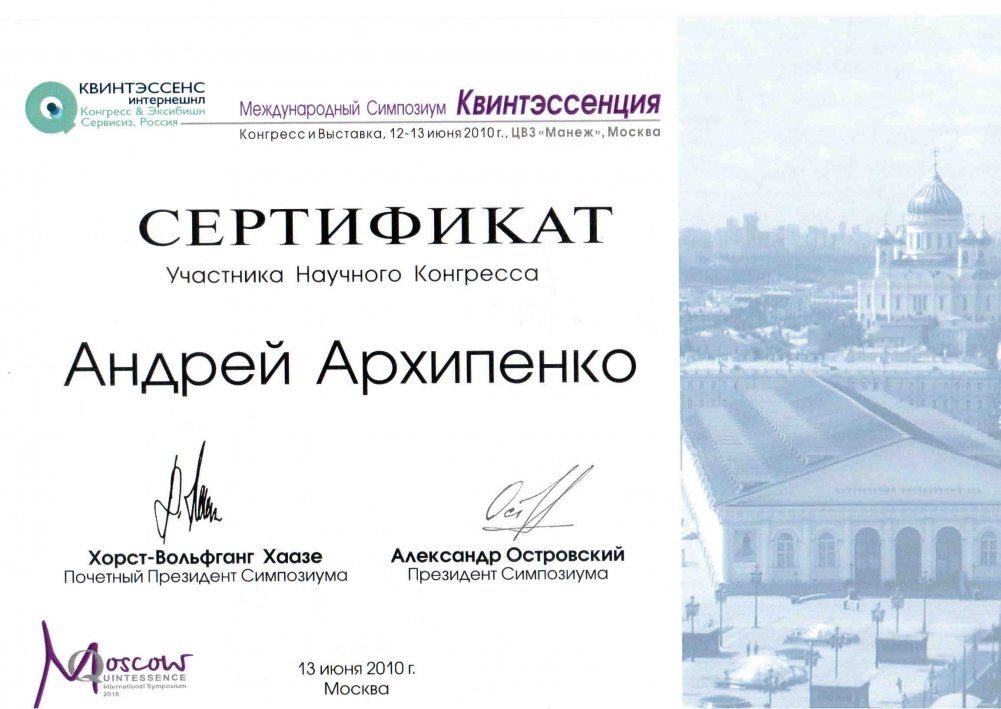 КВИНТЭССЕНС
интернешнл
Конгресс & Эксибишн
Сервисиз, Россия
Международный Симпозиум Квинтэссенция
Конгресс и Выставка, 12-13 июня 2010 г., ЦВЗ «Манеж», Москва
СЕРТИФИКАТ
Участника Научного Конгресса
Андрей Архипенко
Хорст-Вольфганг Хаазе
Почетный Президент Симпозиума
Александр Островский
Президент Симпозиума
Moscow
QUINTESSENCE
International Symposium
2010
13 июня 2010 г.
Москва